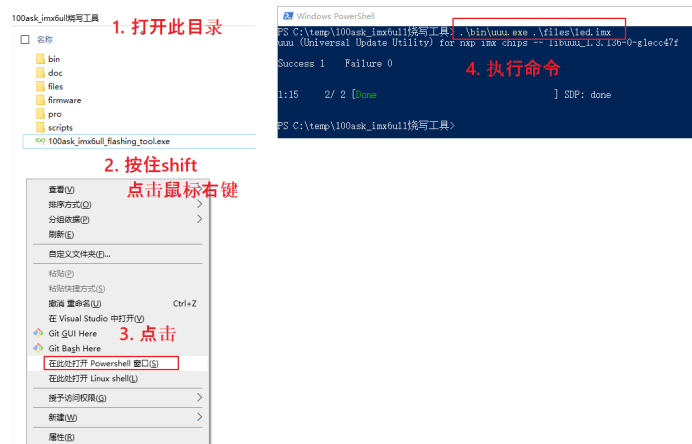 100ask_imx6ull烧写工具
1. 打开此目录
名称
bin
doc
files
firmware
pro
scripts
100ask_imx6ull_flashing_tool.exe
2. 按住shift
点击鼠标右键
查看(V)
排序方式(O)
分组依据(P)
刷新(E)
自定义文件夹(F)...
粘贴(P)
粘贴快捷方式(S)
撤消 重命名(U) Ctrl+Z
在 Visual Studio 中打开(V)
Git GUI Here
3. 点击
Git Bash Here
在此处打开 Powershell 窗口(S)
在此处打开 Linux shell(L)
授予访问权限(G)
新建(W)
属性(R)
Windows PowerShell
PS C:\temp\100ask_imx6ull烧写工具> .\bin\uuu.exe .\files\led.imx
uuu (Universal Update Utility) for nxp imx chips -- libuuu_1.3.136-0-g1ecc47f
Success 1 Failure 0
4. 执行命令
1:15 2/ 2 [Done ] SDP: done
PS C:\temp\100ask_imx6ull烧写工具>